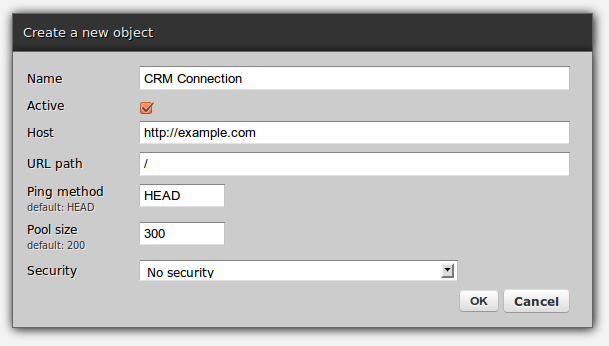 Create a new object
Name CRM Connection
Active
Host http://example.com
URL path /
Ping method HEAD
default: HEAD
Pool size 300
default: 200
Security No security
OK Cancel